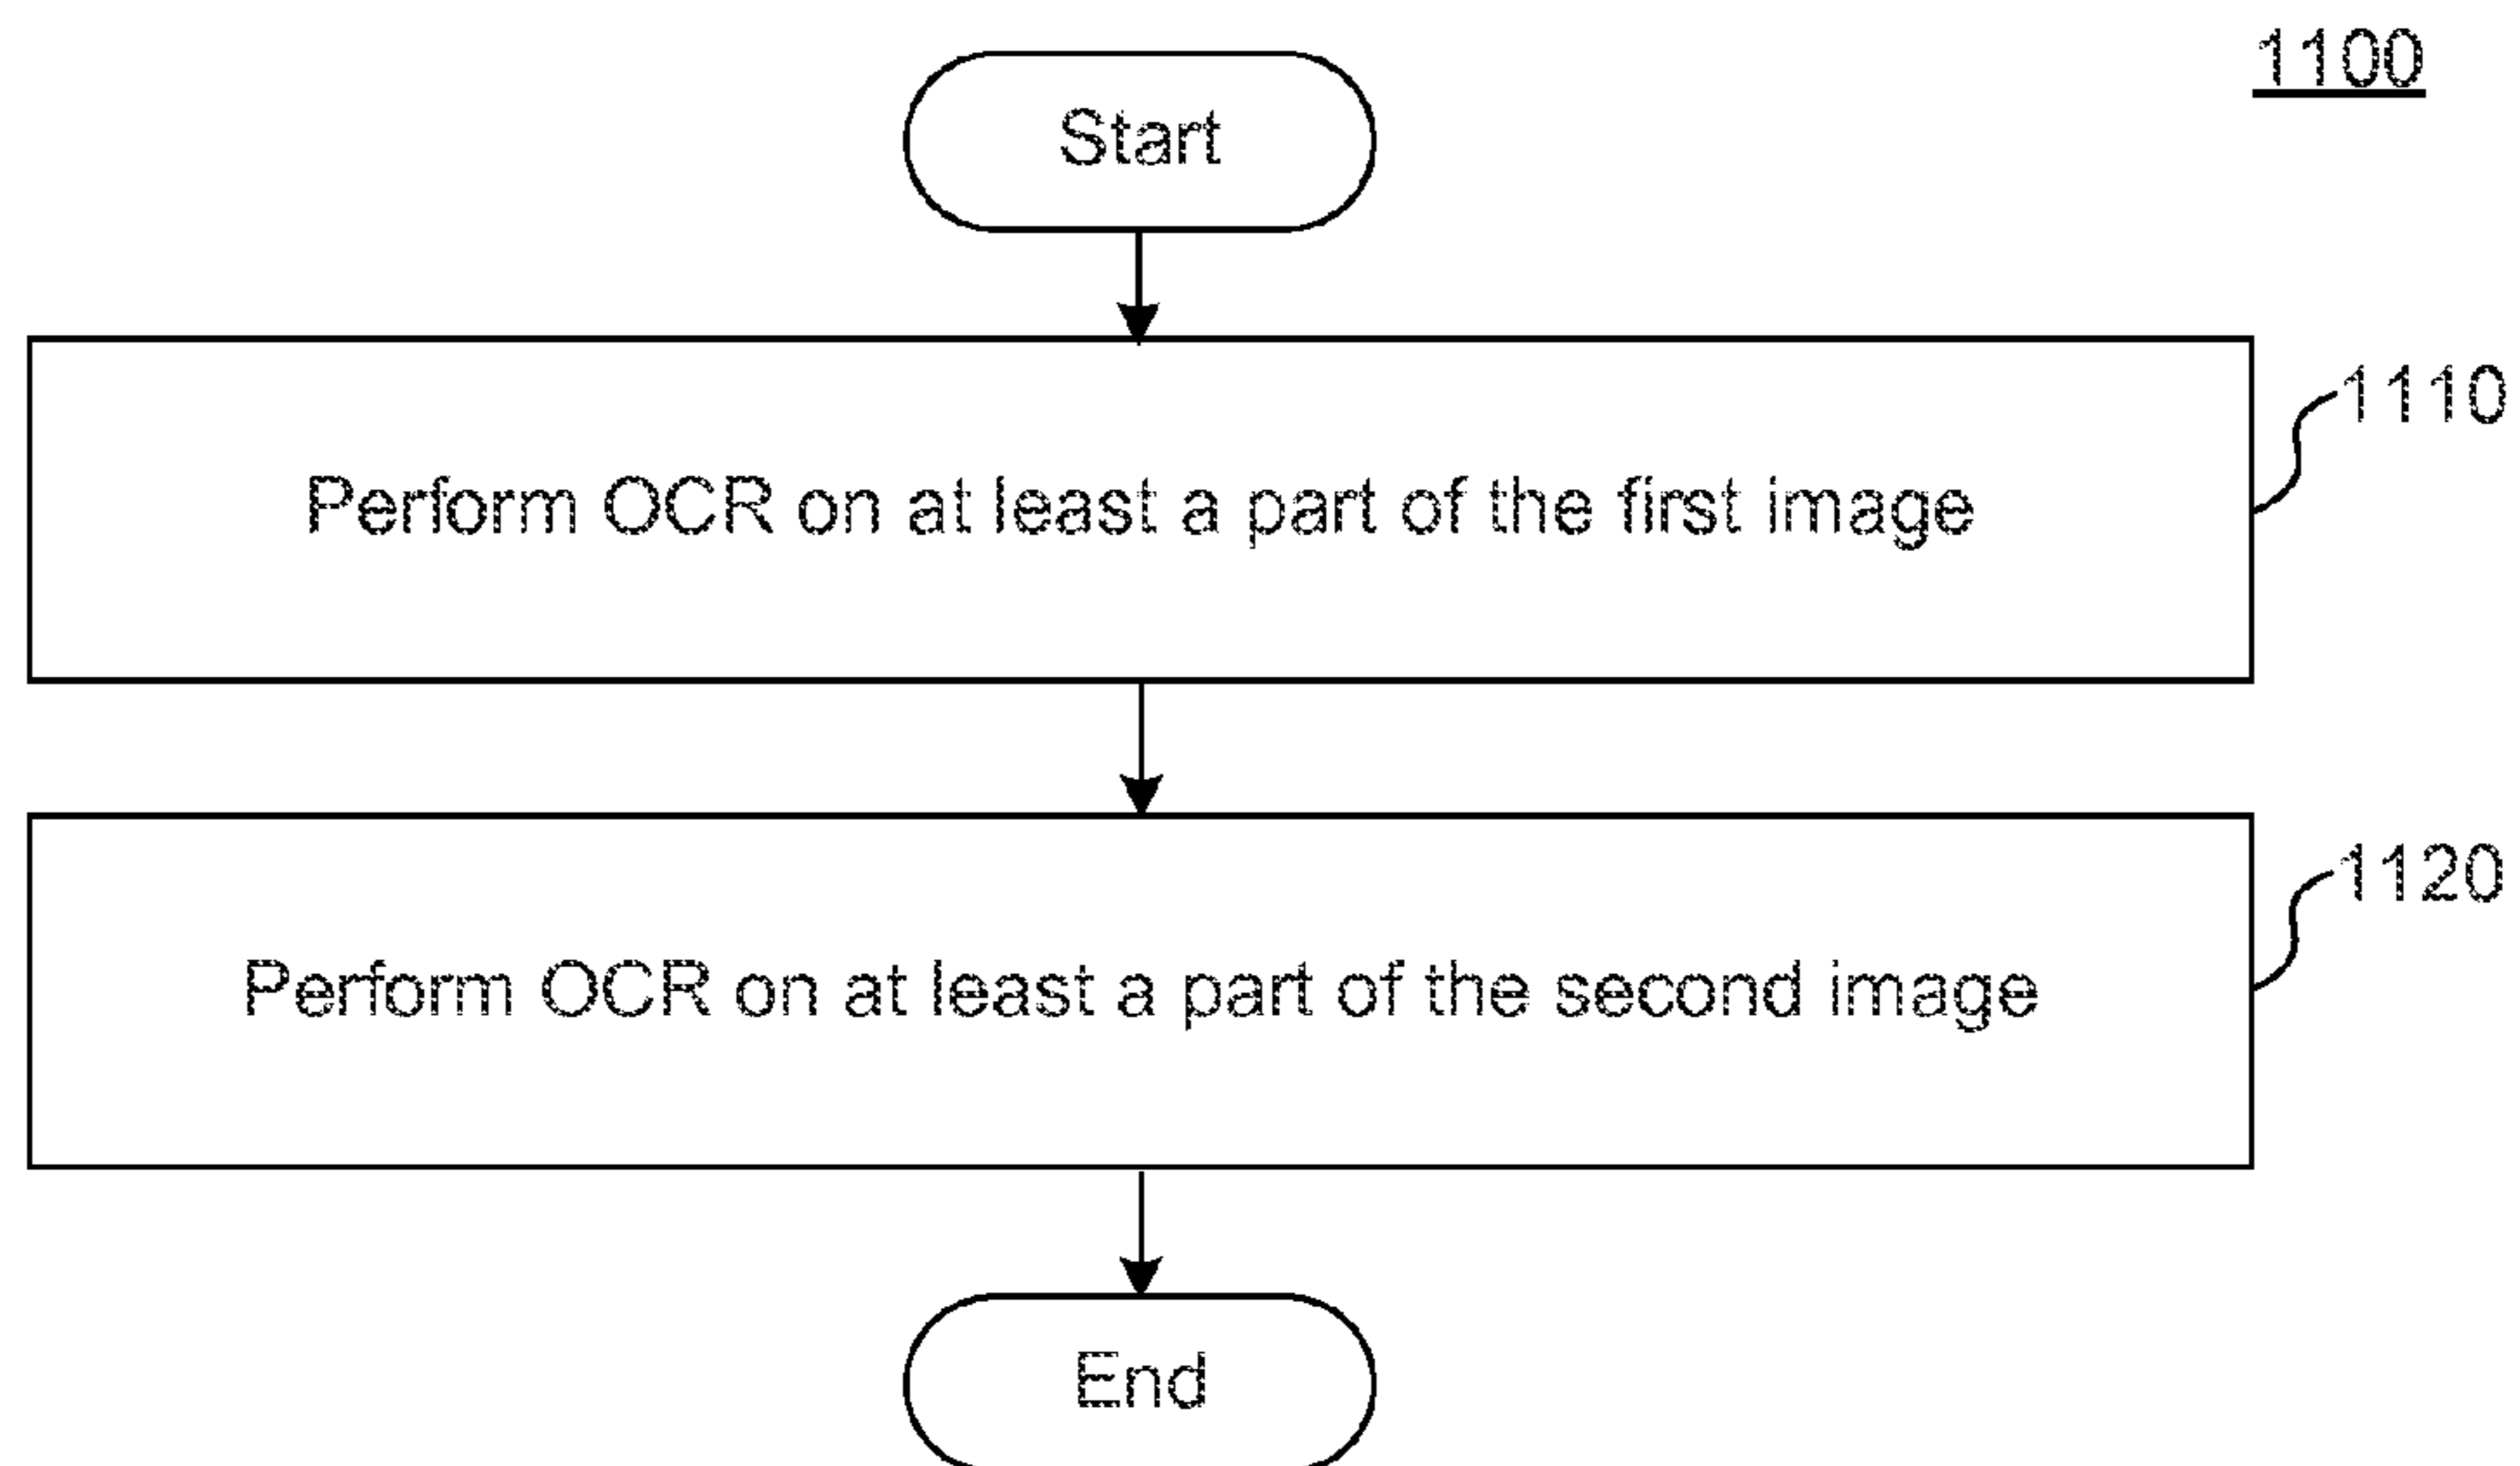 1100
Start
1110
Perform OCR on at least a part of the first image
1120
Perform OCR on at least a part of the second image
End